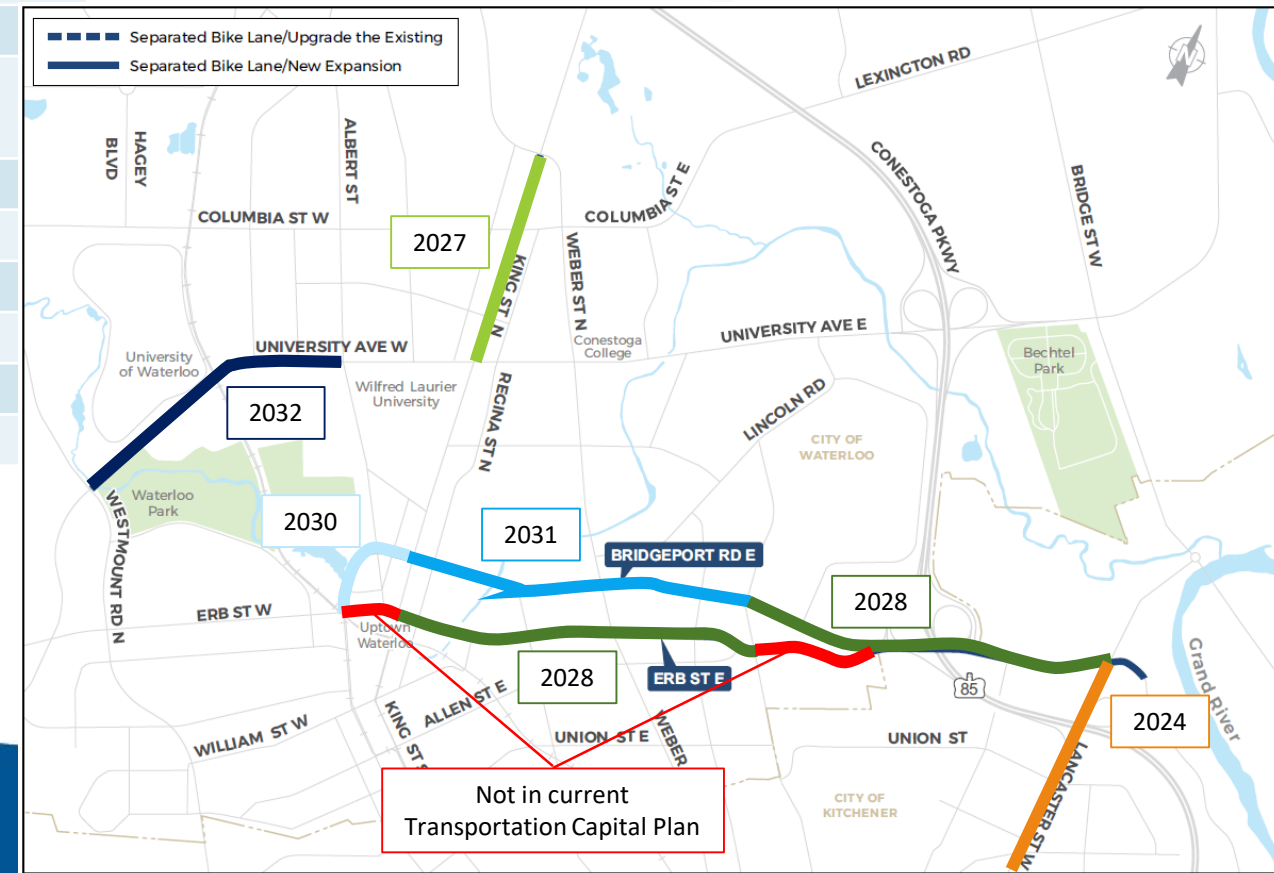 Separated Bike Lane/Upgrade the Existing
Separated Bike Lane/New Expansion
N
LEXINGTON RD
HAGEY
BLVD
ALBERT ST
CONESTOGA PKWY
BRIDGE ST W
COLUMBIA ST W
COLUMBIA ST E
2027
KING ST N
WEBER ST N
Conestoga
College
UNIVERSITY AVE E
UNIVERSITY AVE W
University
of Waterloo
Wilfred Laurier
University
REGINA ST N
Bechtel
Park
2032
LINCOLN RD
CITY OF
WATERLOO
WESTMOUNT RD N
Waterloo
Park
2030
2031
BRIDGEPORT RD E
2028
ERB ST W
Uptown
Waterloo
2028
ERB ST E
85
Grand River
2024
KING ST S
ALLEN ST E
WILLIAM ST W
UNION ST E
WEBER
UNION ST
LANCASTER ST W
Not in current
Transportation Capital Plan
CITY OF
KITCHENER